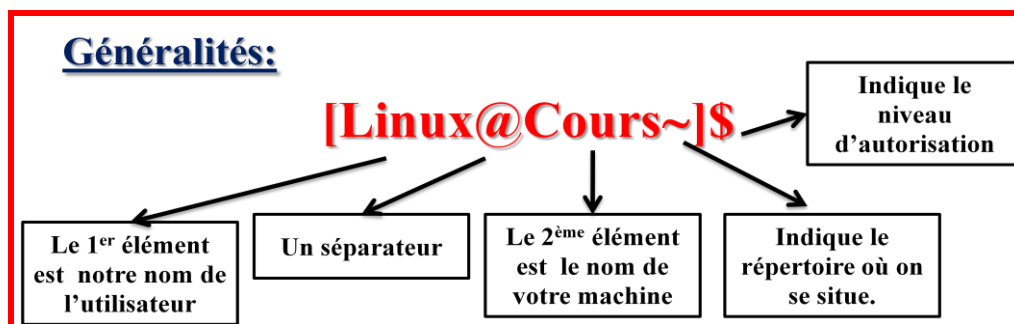 Généralités:
[Linux@Cours~]$
Indique le
niveau
d'autorisation
Le 1er élément
est notre nom de
l'utilisateur
Un séparateur
Le 2ème élément
est le nom de
votre machine
Indique le
répertoire où on
se situe.